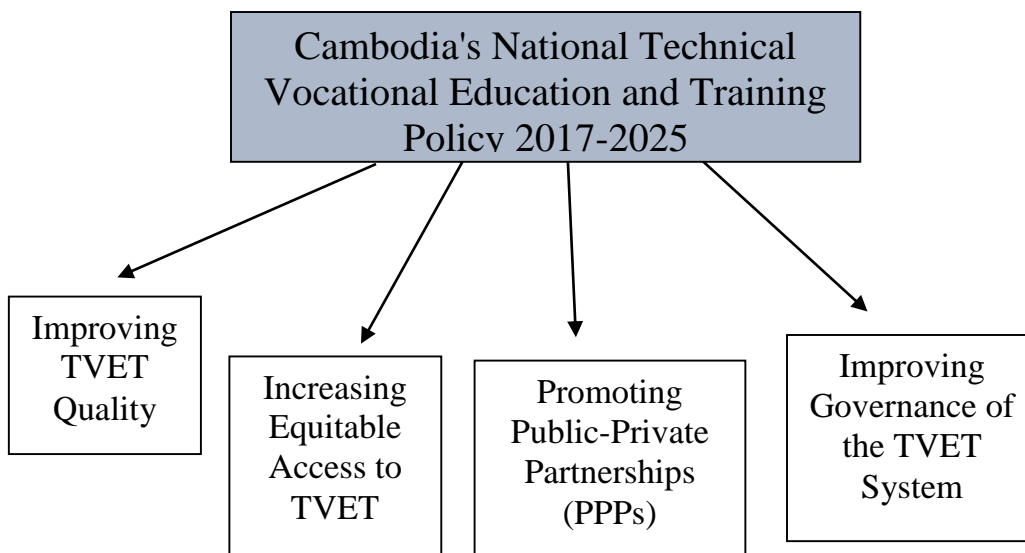 Cambodia's National Technical
Vocational Education and Training
Policy 2017-2025
Improving
TVET
Quality
Increasing
Equitable
Access to
TVET
Promoting
Public-Private
Partnerships
(PPPs)
Improving
Governance of
the TVET
System